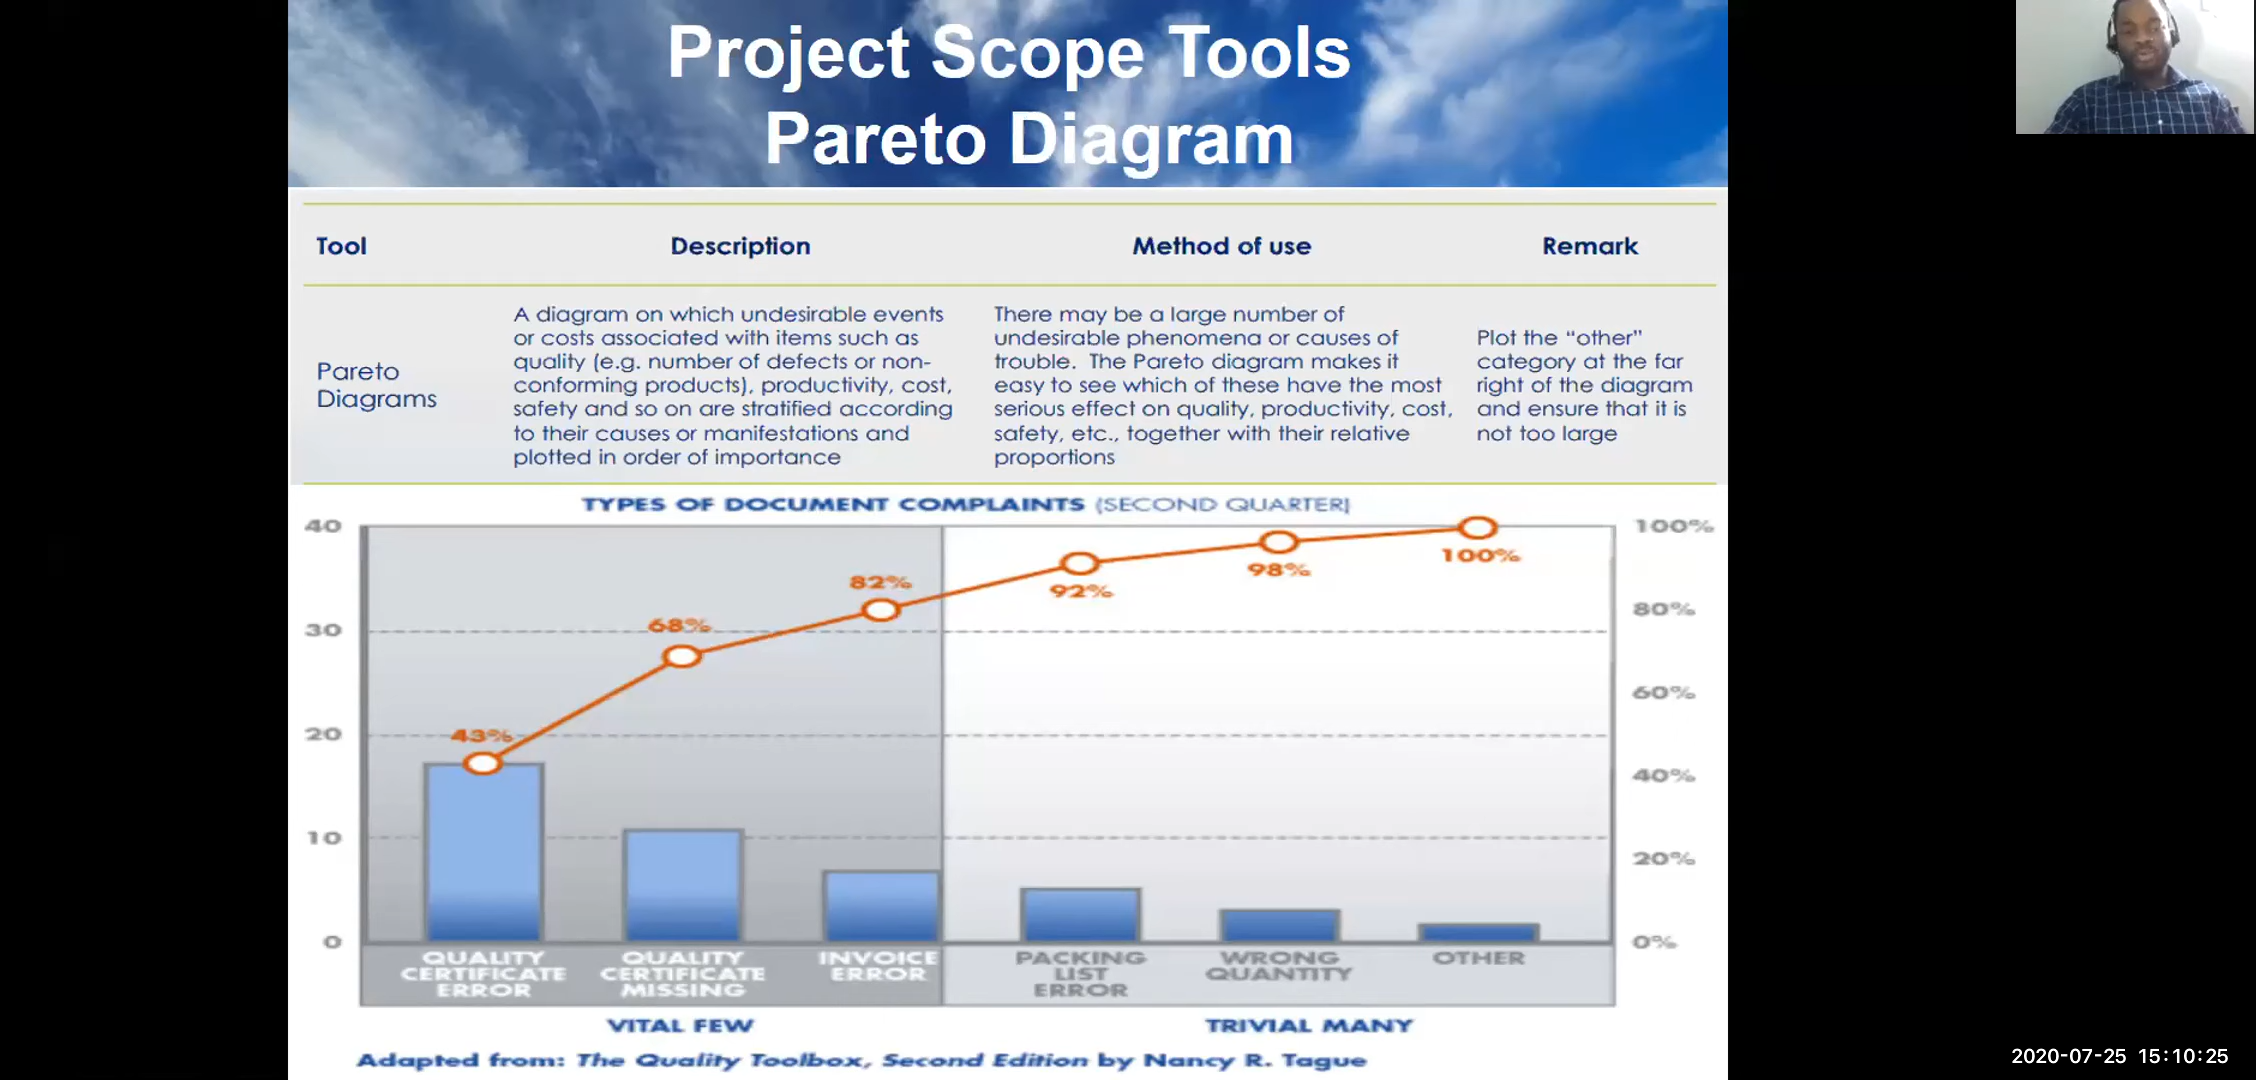 Project Scope Tools
Pareto Diagram
Tool
Description
Method of use
Remark
Pareto
Diagrams
A diagram on which undesirable events
or costs associated with items such as
quality (e.g. number of defects or non-
conforming products), productivity, cost,
safety and so on are stratified according
to their causes or manifestations and
plotted in order of importance
There may be a large number of
undesirable phenomena or causes of
trouble. The Pareto diagram makes it
easy to see which of these have the most
serious effect on quality, productivity, cost,
safety, etc., together with their relative
proportions
Plot the “other”
category at the far
right of the diagram
and ensure that it is
not too large
TYPES OF DOCUMENT COMPLAINTS (SECOND QUARTER)
40
30
20
10
0
43%
68%
82%
92%
98%
100%
100%
80%
60%
40%
20%
0%
QUALITY
CERTIFICATE
ERROR
QUALITY
CERTIFICATE
MISSING
INVOICE
ERROR
PACKING
LIST
ERROR
WRONG
QUANTITY
OTHER
VITAL FEW
TRIVIAL MANY
Adapted from: The Quality Toolbox, Second Edition by Nancy R. Tague
2020-07-25 15:10:25